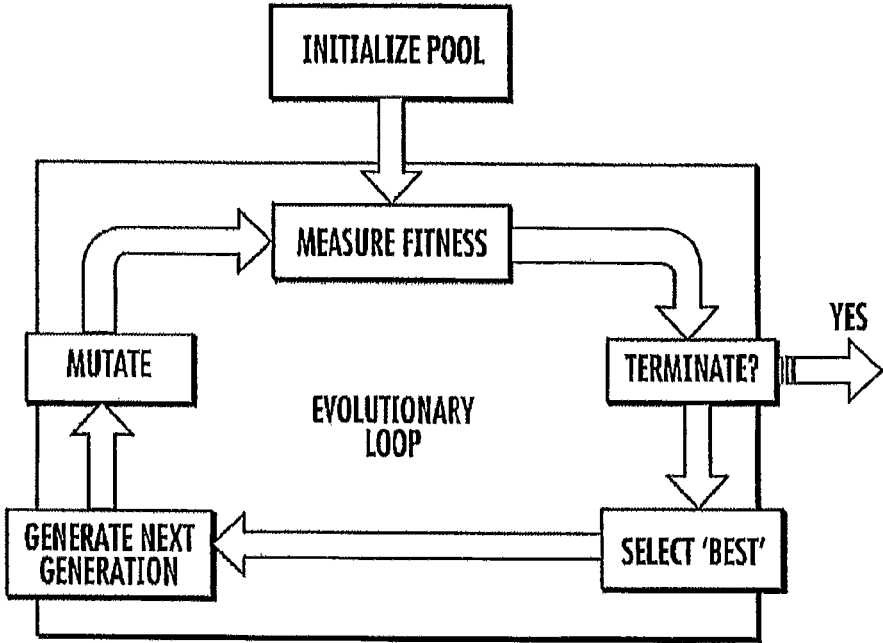 INITIALIZE POOL
MEASURE FITNESS
YES
MUTATE
TERMINATE?
EVOLUTIONARY
LOOP
GENERATE NEXT
GENERATION
SELECT 'BEST'